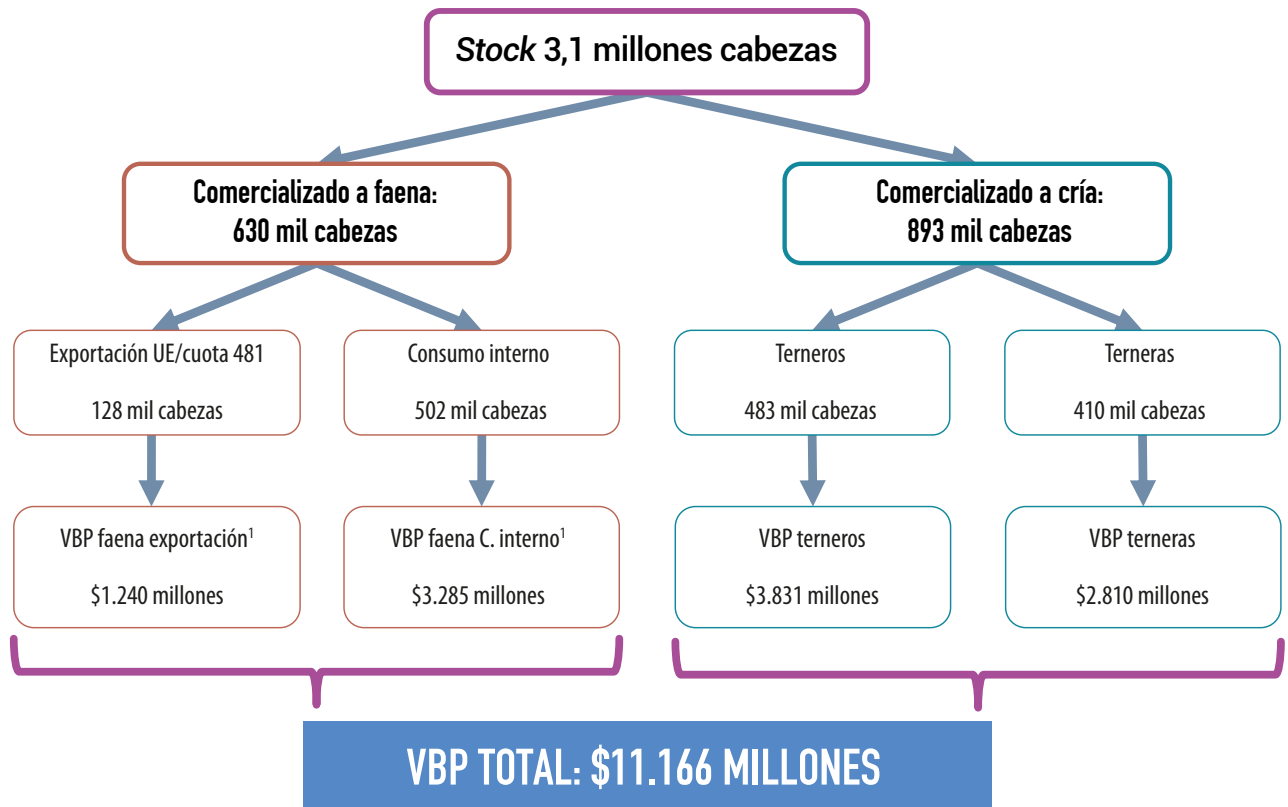 Stock 3,1 millones cabezas
Comercializado a faena:
630 mil cabezas
Comercializado a cría:
893 mil cabezas
Exportación UE/cuota 481
128 mil cabezas
Consumo interno
502 mil cabezas
Terneros
483 mil cabezas
Terneras
410 mil cabezas
VBP faena exportación¹
$1.240 millones
VBP faena C. interno¹
$3.285 millones
VBP terneros
$3.831 millones
VBP terneras
$2.810 millones
VBP TOTAL: $11.166 MILLONES